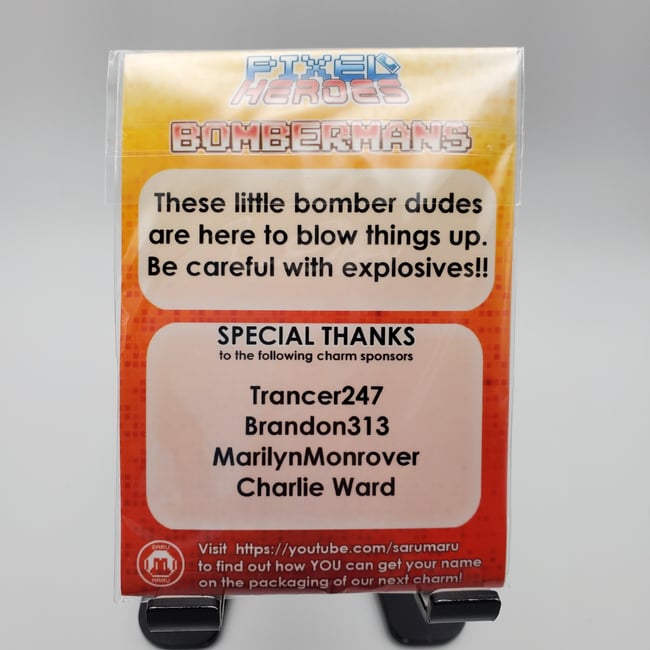 PIXEL
HEROES
BOMBERMANS
These little bomber dudes
are here to blow things up.
Be careful with explosives!!
SPECIAL THANKS
to the following charm sponsors
Trancer247
Brandon313
MarilynMonrover
Charlie Ward
SARU
M
MARU
Visit https://youtube.com/sarumaru
to find out how YOU can get your name
on the packaging of our next charm!